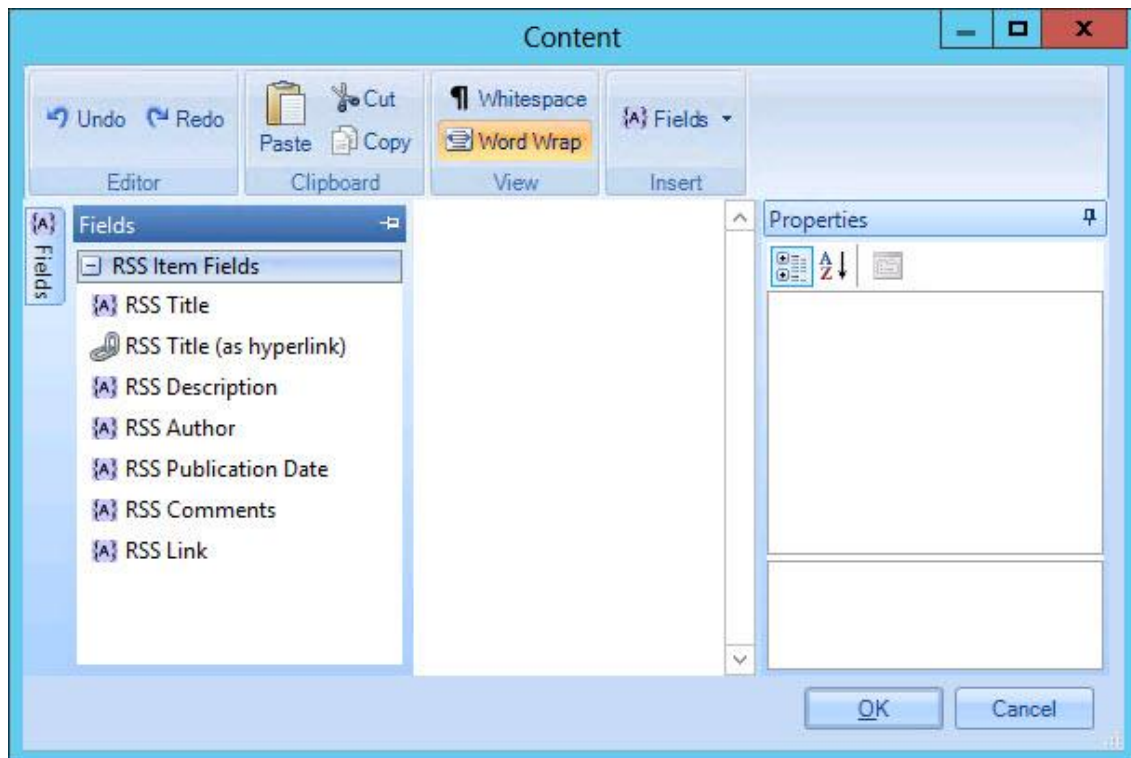 Content
Undo Redo
Paste
Cut
Copy
Whitespace
Word Wrap
{A} Fields
Editor
Clipboard
View
Insert
{A} Fields
Fields
RSS Item Fields
{A} RSS Title
RSS Title (as hyperlink)
{A} RSS Description
{A} RSS Author
{A} RSS Publication Date
{A} RSS Comments
{A} RSS Link
Properties
A
Z
OK
Cancel